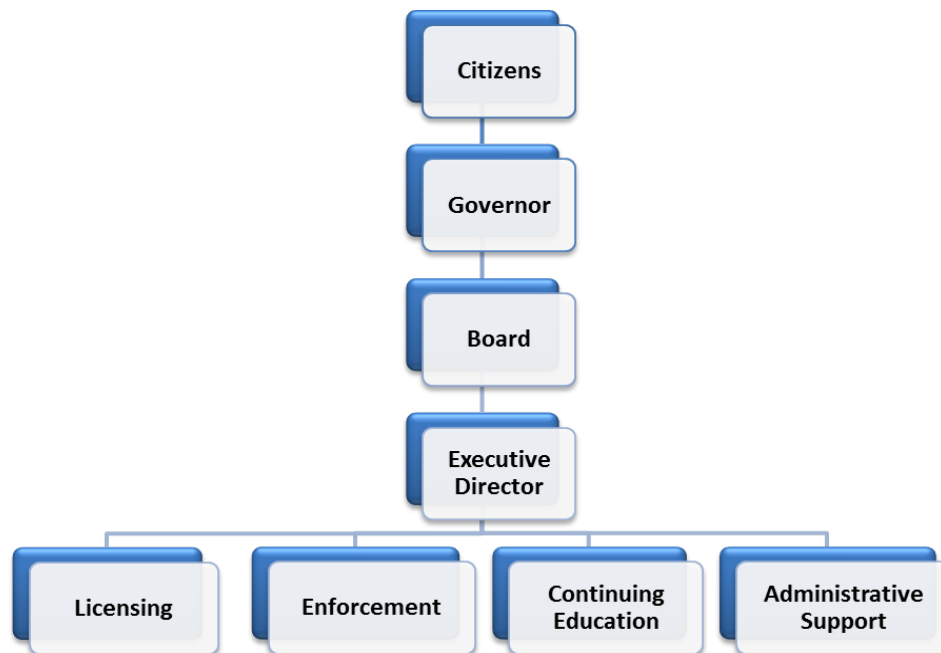 Citizens
Governor
Board
Executive
Director
Licensing
Enforcement
Continuing
Education
Administrative
Support